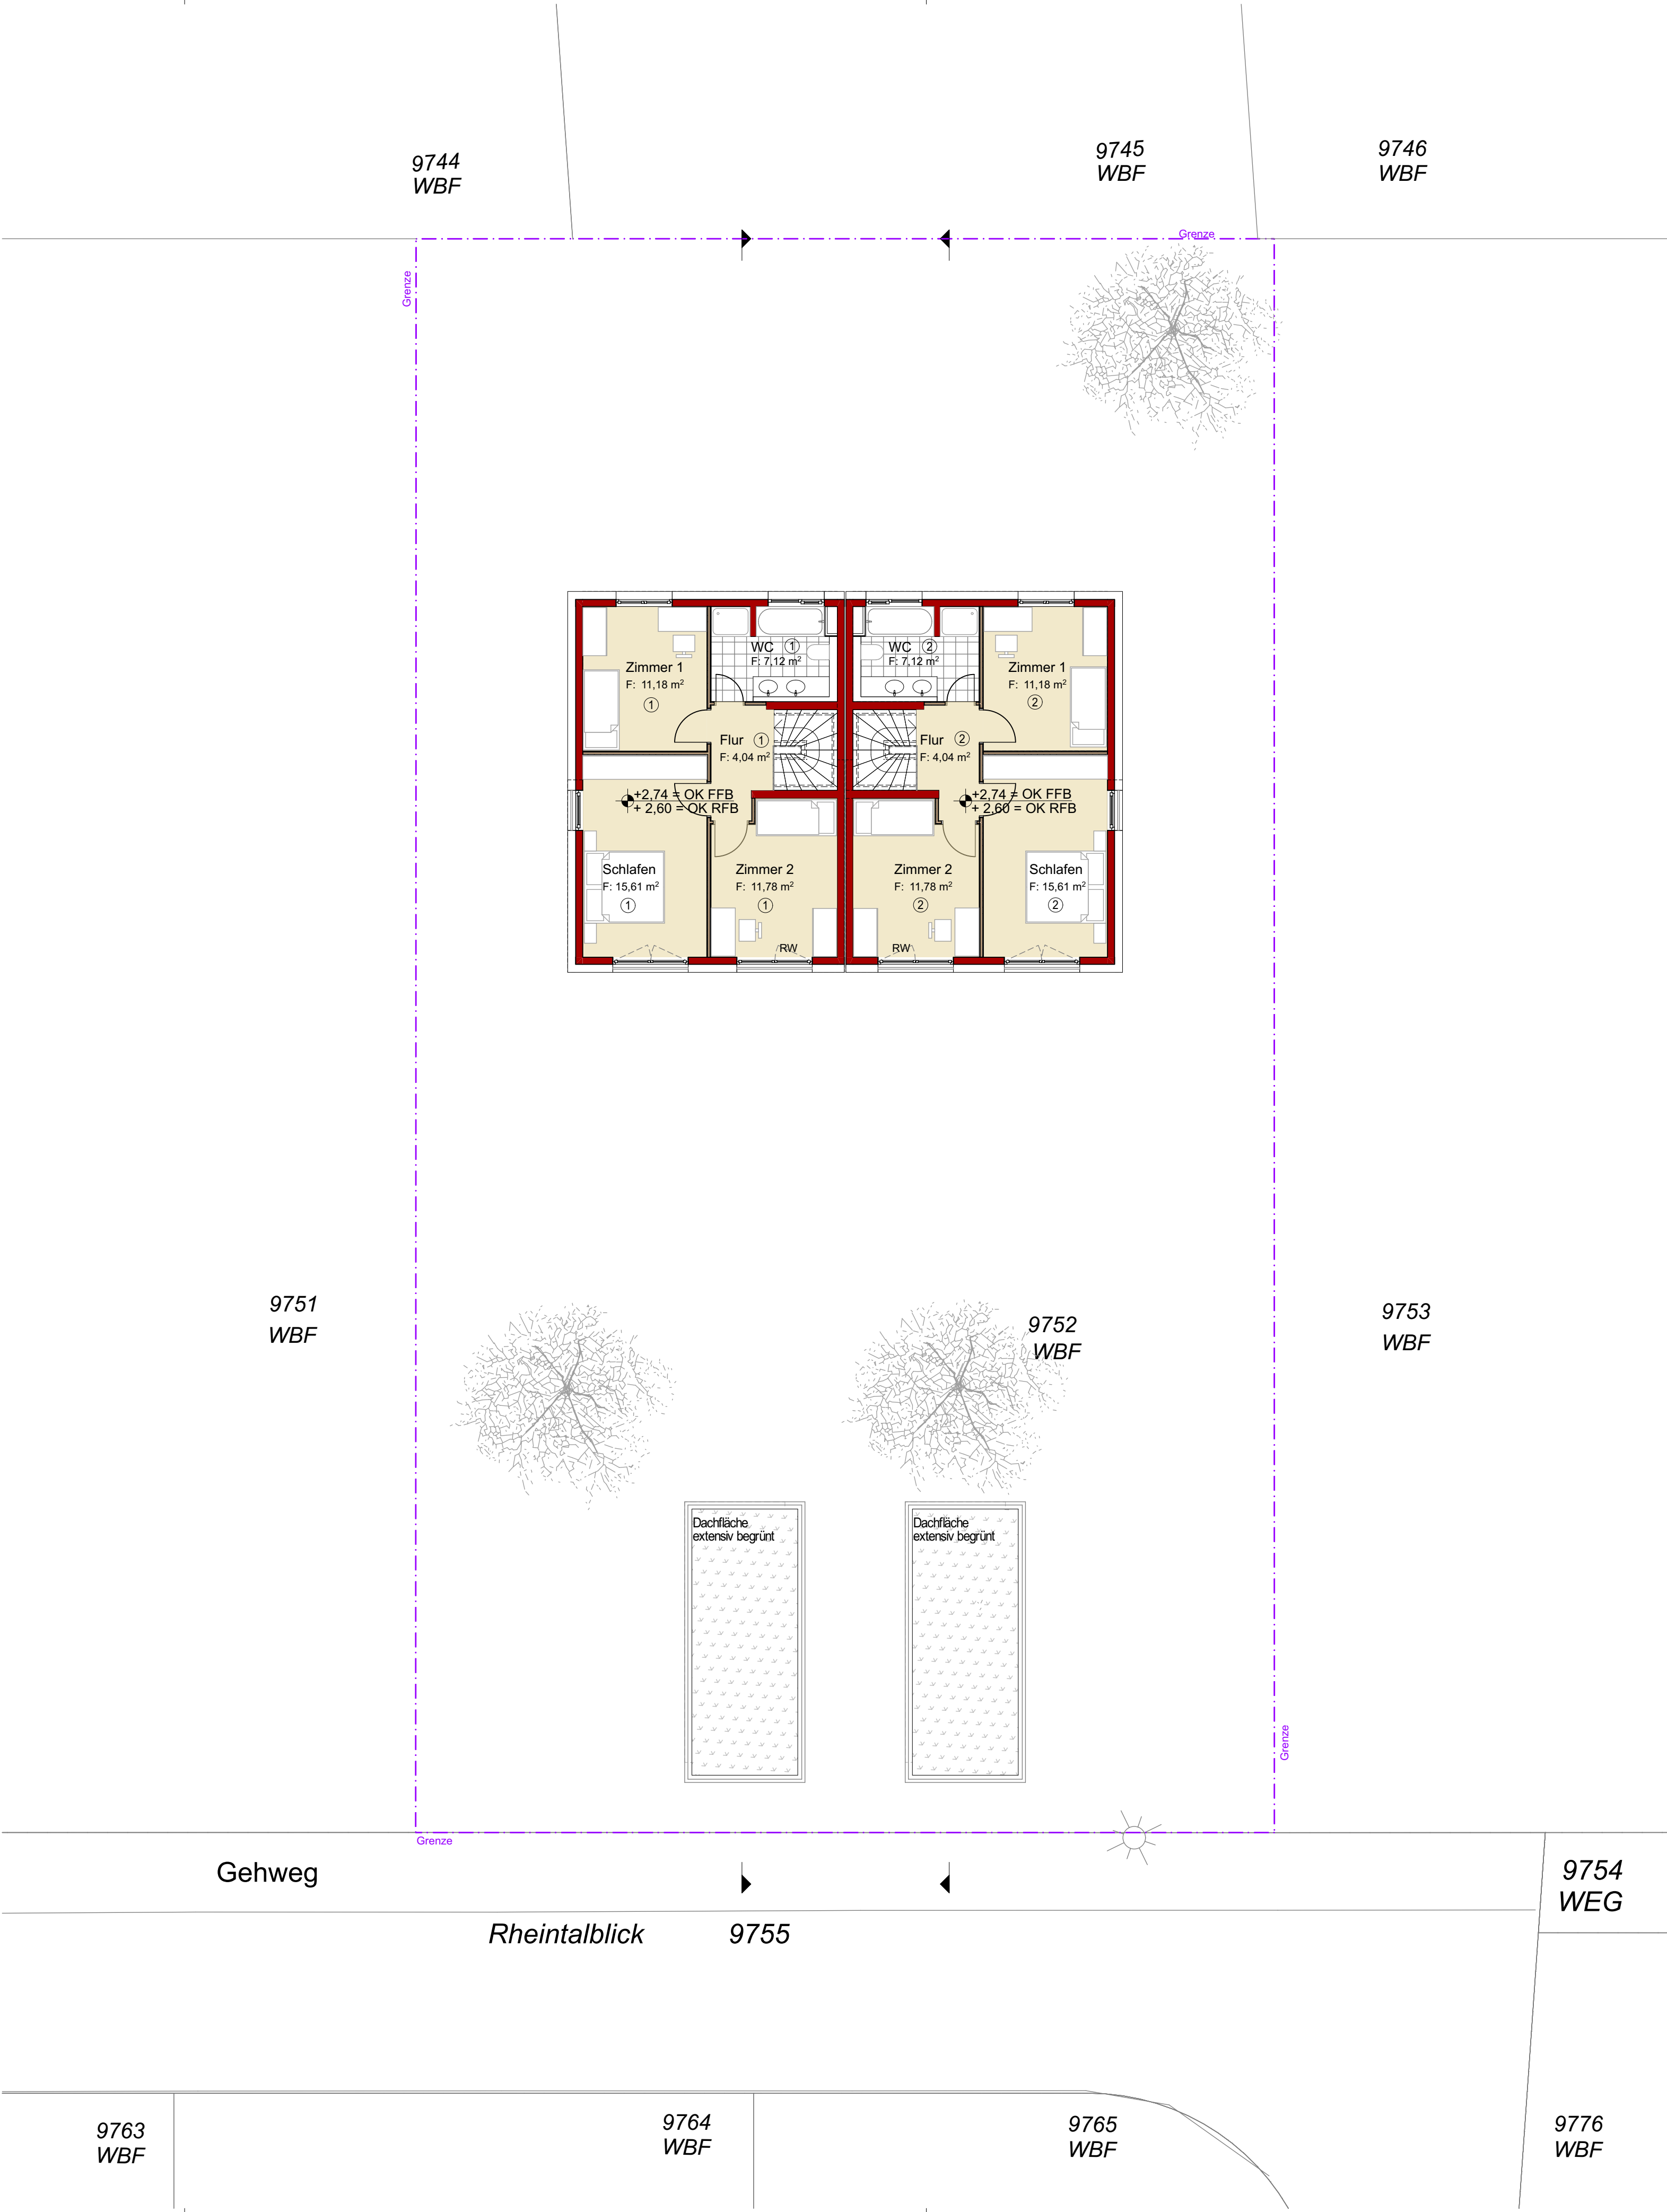 9744
WBF
9745
WBF
9746
WBF
Grenze
Grenze
WC 1
F: 7,12 m²
WC 2
F: 7,12 m²
Zimmer 1
F: 11,18 m²
1
Zimmer 1
F: 11,18 m²
2
Flur 1
F: 4,04 m²
Flur 2
F: 4,04 m²
+2,74 = OK FFB
+ 2,60 = OK RFB
+2,74 = OK FFB
+ 2,60 = OK RFB
Schlafen
F: 15,61 m²
1
Zimmer 2
F: 11,78 m²
1
Zimmer 2
F: 11,78 m²
2
Schlafen
F: 15,61 m²
2
RW
RW
9751
WBF
9752
WBF
9753
WBF
Dachfläche
extensiv begrünt
Dachfläche
extensiv begrünt
Grenze
Grenze
Gehweg
9754
WEG
Rheintalblick 9755
9763
WBF
9764
WBF
9765
WBF
9776
WBF